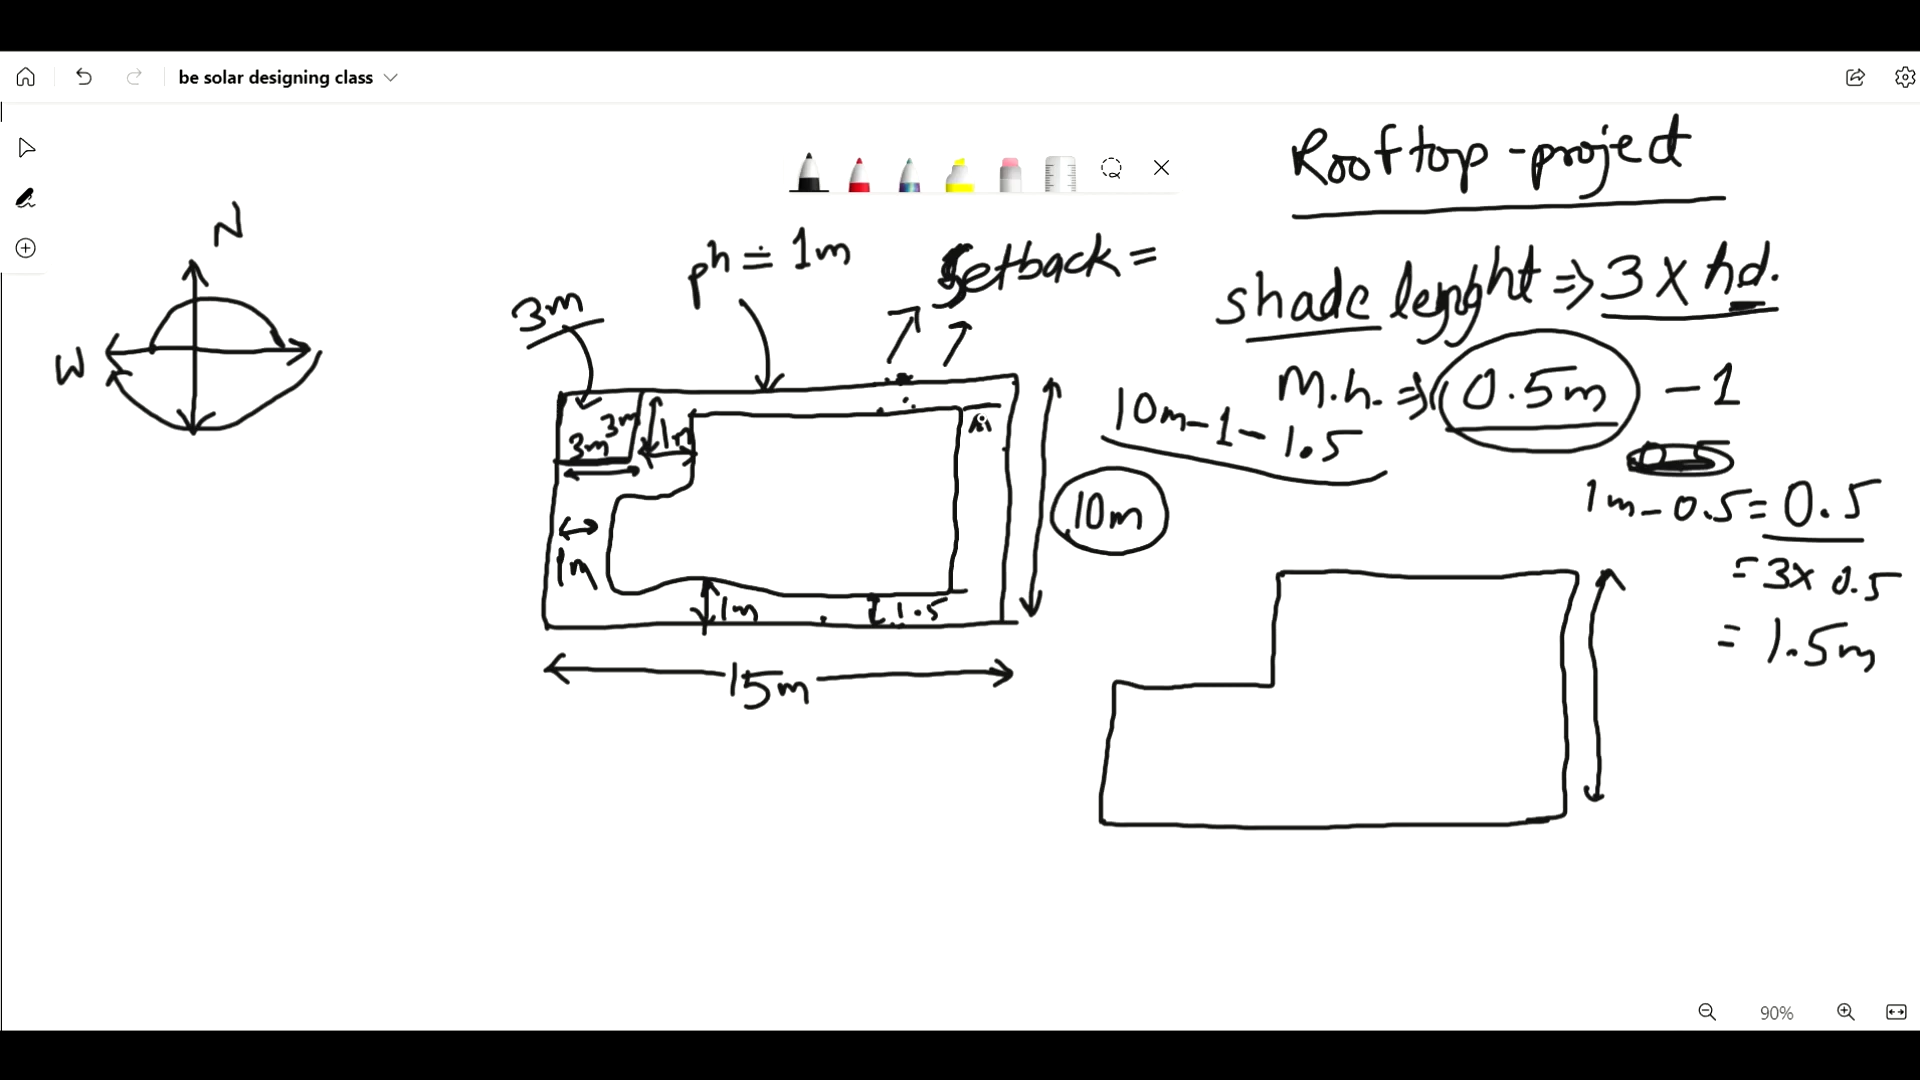 be solar designing class
Rooftop-project
N
W
ph = 1m
Setback =
3m
shade lenght ⇒ 3 X hd.
M.h. ⇒ 0.5m - 1
10m-1-1.5
3m
3m
1m
10m
1m-0.5= 0.5
1m
= 3x 0.5
1m
1.5
= 1.5m
15m
90%